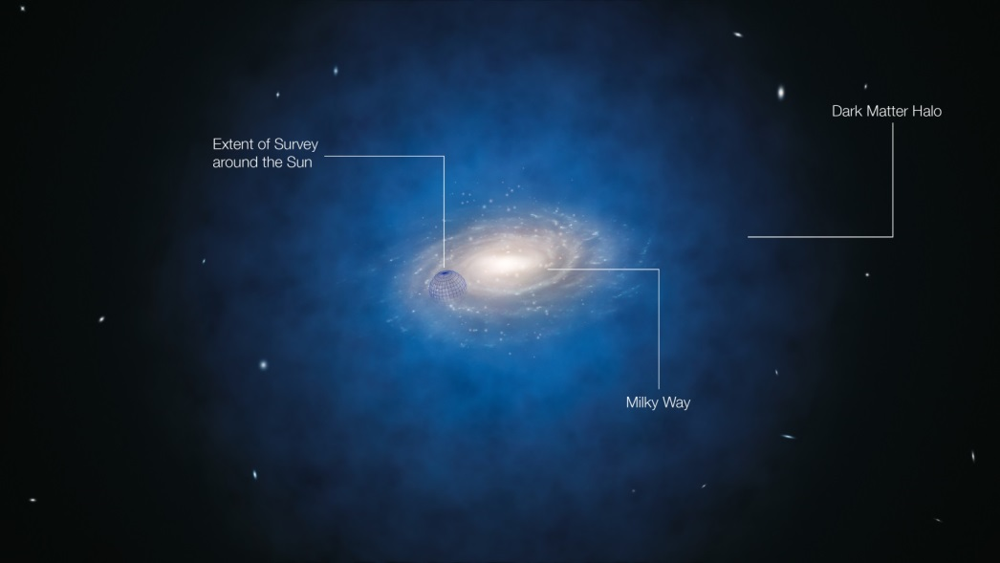 Dark Matter Halo
Extent of Survey
around the Sun
Milky Way